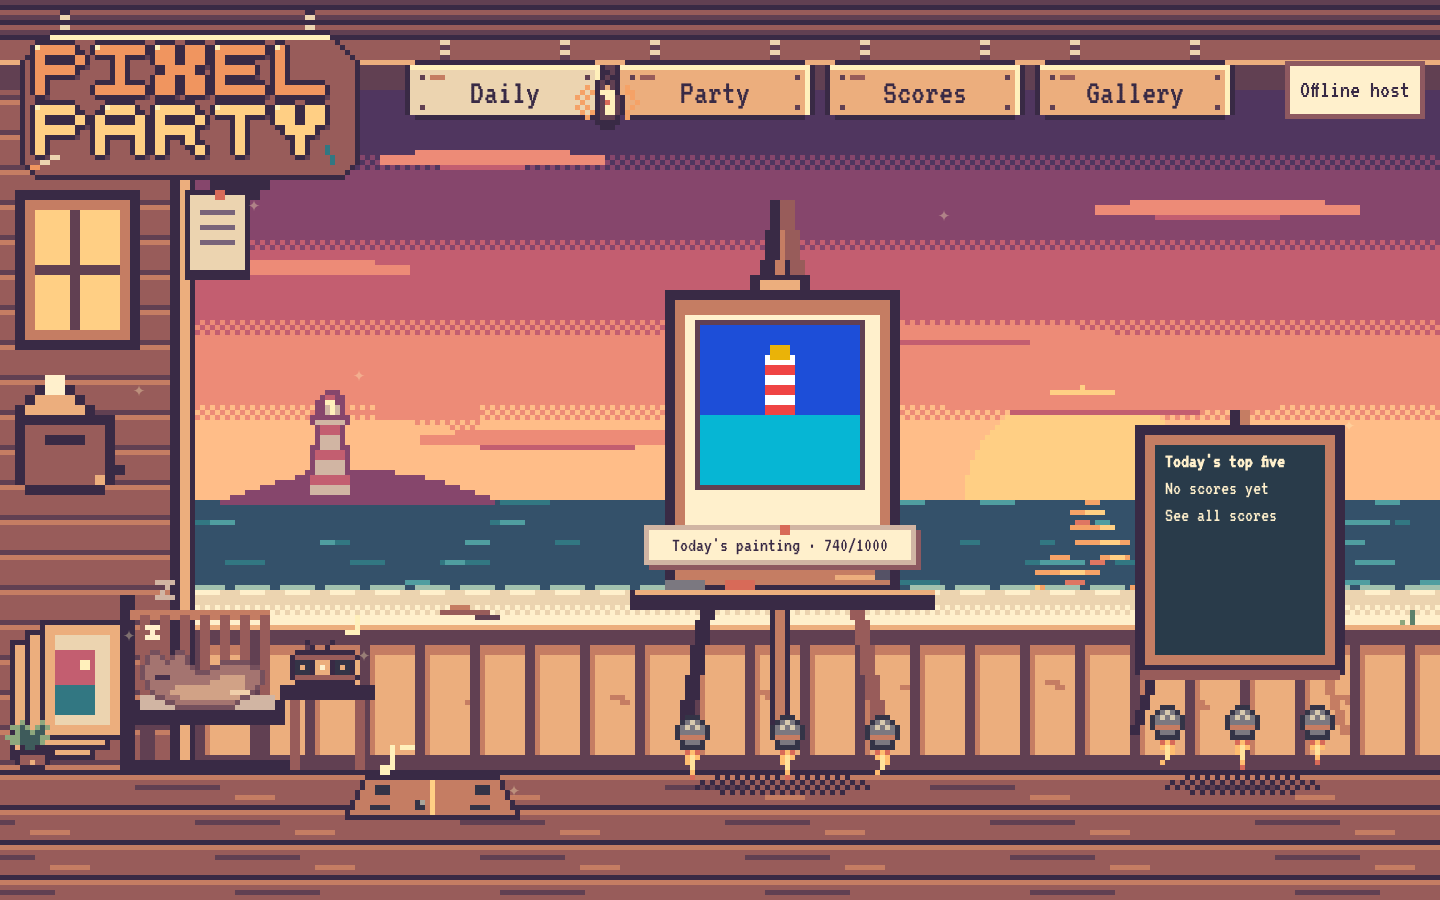 PIXEL
PARTY
Daily
Party
Scores
Gallery
Offline host
Today's top five
No scores yet
See all scores
Today's painting · 740/1000